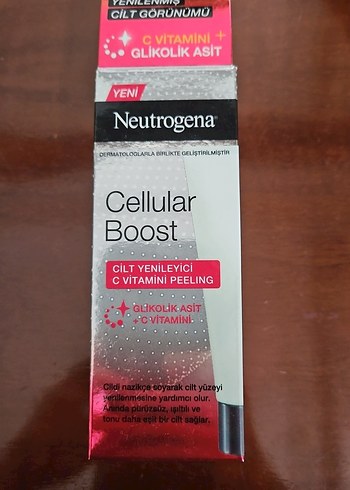 YENİLENMİŞ
CİLT GÖRÜNÜMÜ
C VİTAMİNİ +
GLİKOLİK ASİT
YENİ
Neutrogena®
DERMATOLOGLARLA BİRLİKTE GELİŞTİRİLMİŞTİR
Cellular
Boost
CİLT YENİLEYİCİ
C VİTAMİNİ PEELING
GLİKOLİK ASİT
+ C VİTAMİNİ
Cildi nazikçe soyarak cilt yüzeyi
yenilenmesine yardımcı olur.
Anında pürüzsüz, ışıltılı ve
tonu daha eşit bir cilt sağlar.